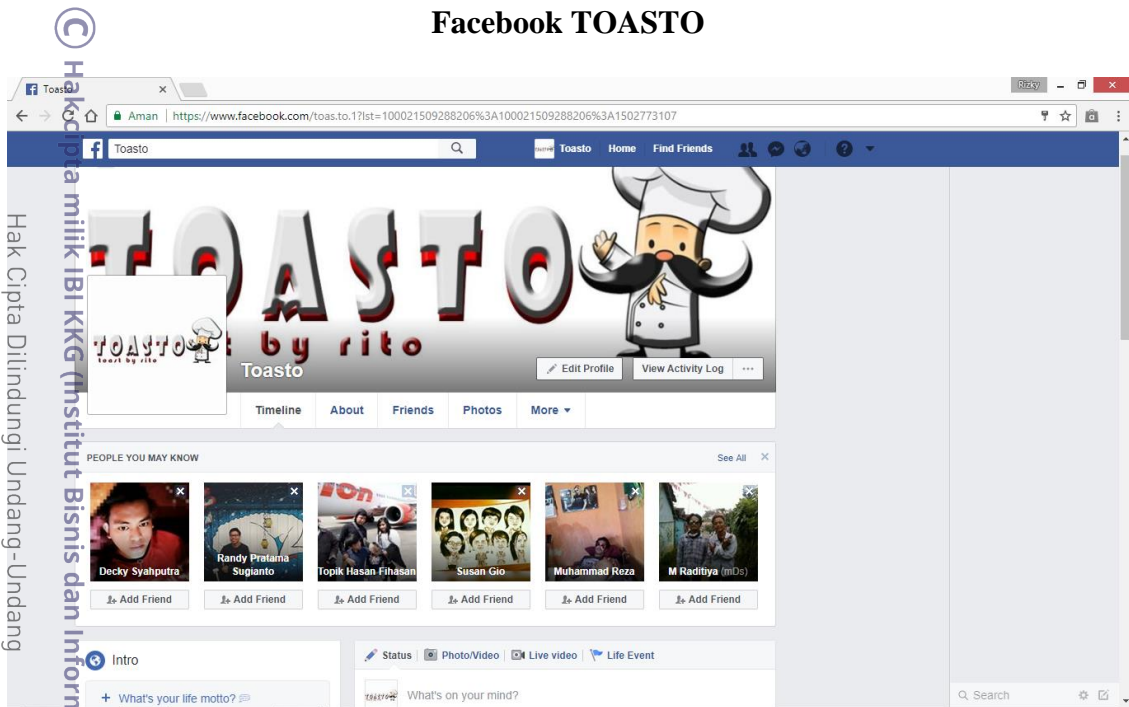 Facebook TOASTO
© Hak cipta milik IBI KKG (Institut Bisnis dan Inform
Hak Cipta Dilindungi Undang-Undang
Toasto
Rizky
Aman | https://www.facebook.com/toas.to.1?lst=100021509288206%3A100021509288206%3A1502773107
Toasto
Toasto Home Find Friends
TOASTO
t by rito
TOASTO
toast by rito
Toasto
Edit Profile View Activity Log ...
Timeline About Friends Photos More
PEOPLE YOU MAY KNOW See All
Decky Syahputra
Randy Pratama
Sugianto
Topik Hasan Fihasan
Susan Gio
Muhammad Reza
M Raditiya (mDs)
Add Friend Add Friend Add Friend Add Friend Add Friend Add Friend
Intro
Status Photo/Video Live video Life Event
+ What's your life motto?
TOASTO
What's on your mind?
Search